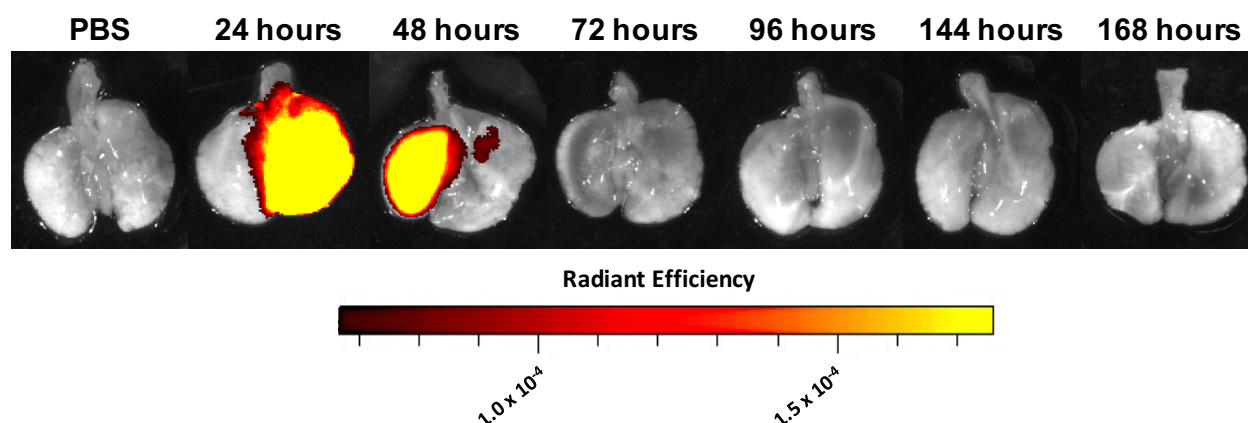 PBS 24 hours 48 hours 72 hours 96 hours 144 hours 168 hours
Radiant Efficiency
1.0 x 10⁻⁴ 1.5 x 10⁻⁴